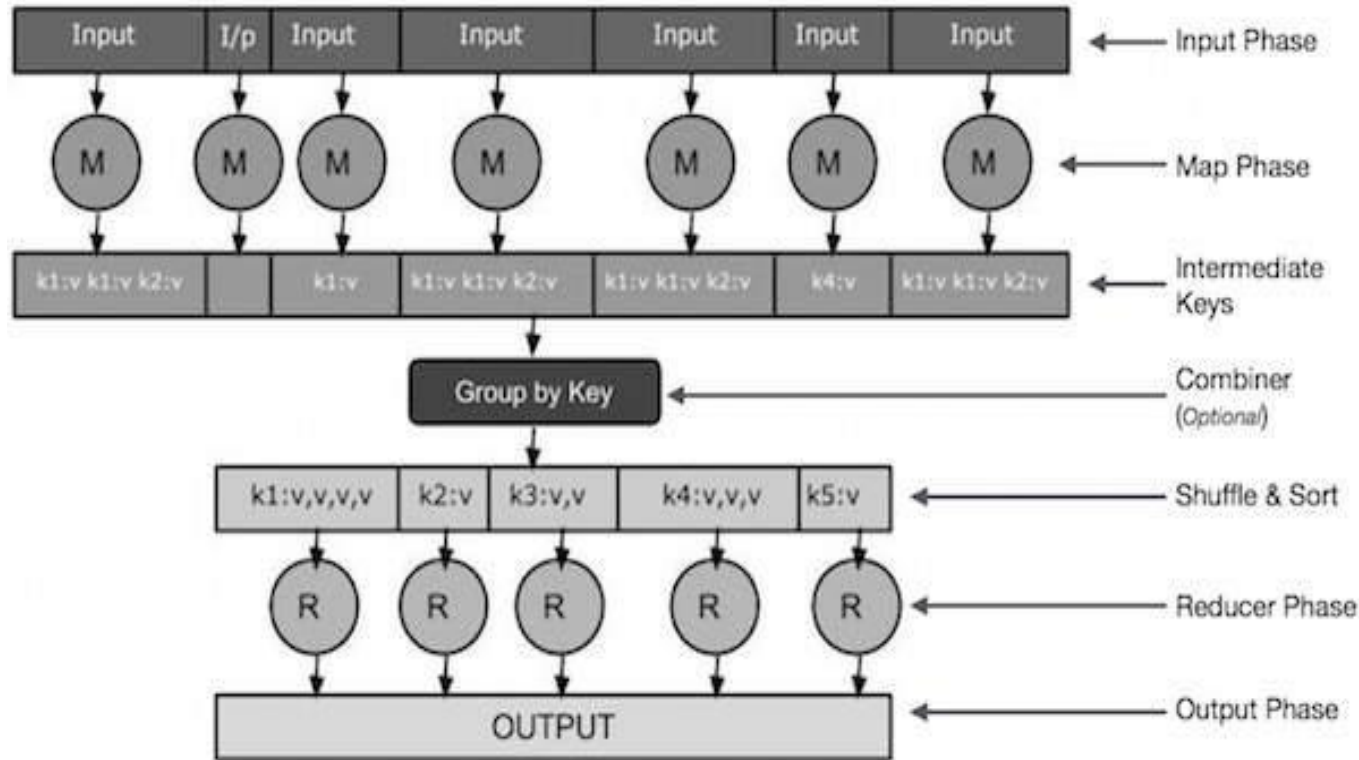 Input I/p Input Input Input Input Input
Input Phase
M M M M M M M
Map Phase
k1:v k1:v k2:v k1:v k1:v k1:v k2:v k1:v k1:v k2:v k4:v k1:v k1:v k2:v
Intermediate
Keys
Group by Key
Combiner
(Optional)
k1:v,v,v,v k2:v k3:v,v k4:v,v,v k5:v
Shuffle & Sort
R R R R R
Reducer Phase
OUTPUT
Output Phase